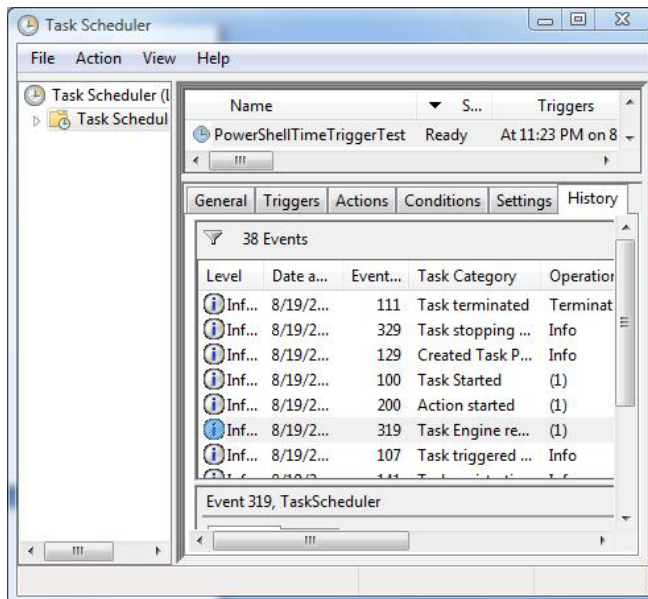 Task Scheduler
File Action View Help
Task Scheduler (L
Task Schedul
Name S... Triggers
PowerShellTimeTriggerTest Ready At 11:23 PM on 8
General Triggers Actions Conditions Settings History
38 Events
Level Date a... Event... Task Category Operation
Inf... 8/19/2... 111 Task terminated Terminat
Inf... 8/19/2... 329 Task stopping ... Info
Inf... 8/19/2... 129 Created Task P... Info
Inf... 8/19/2... 100 Task Started (1)
Inf... 8/19/2... 200 Action started (1)
Inf... 8/19/2... 319 Task Engine re... (1)
Inf... 8/19/2... 107 Task triggered ... Info
Event 319, TaskScheduler